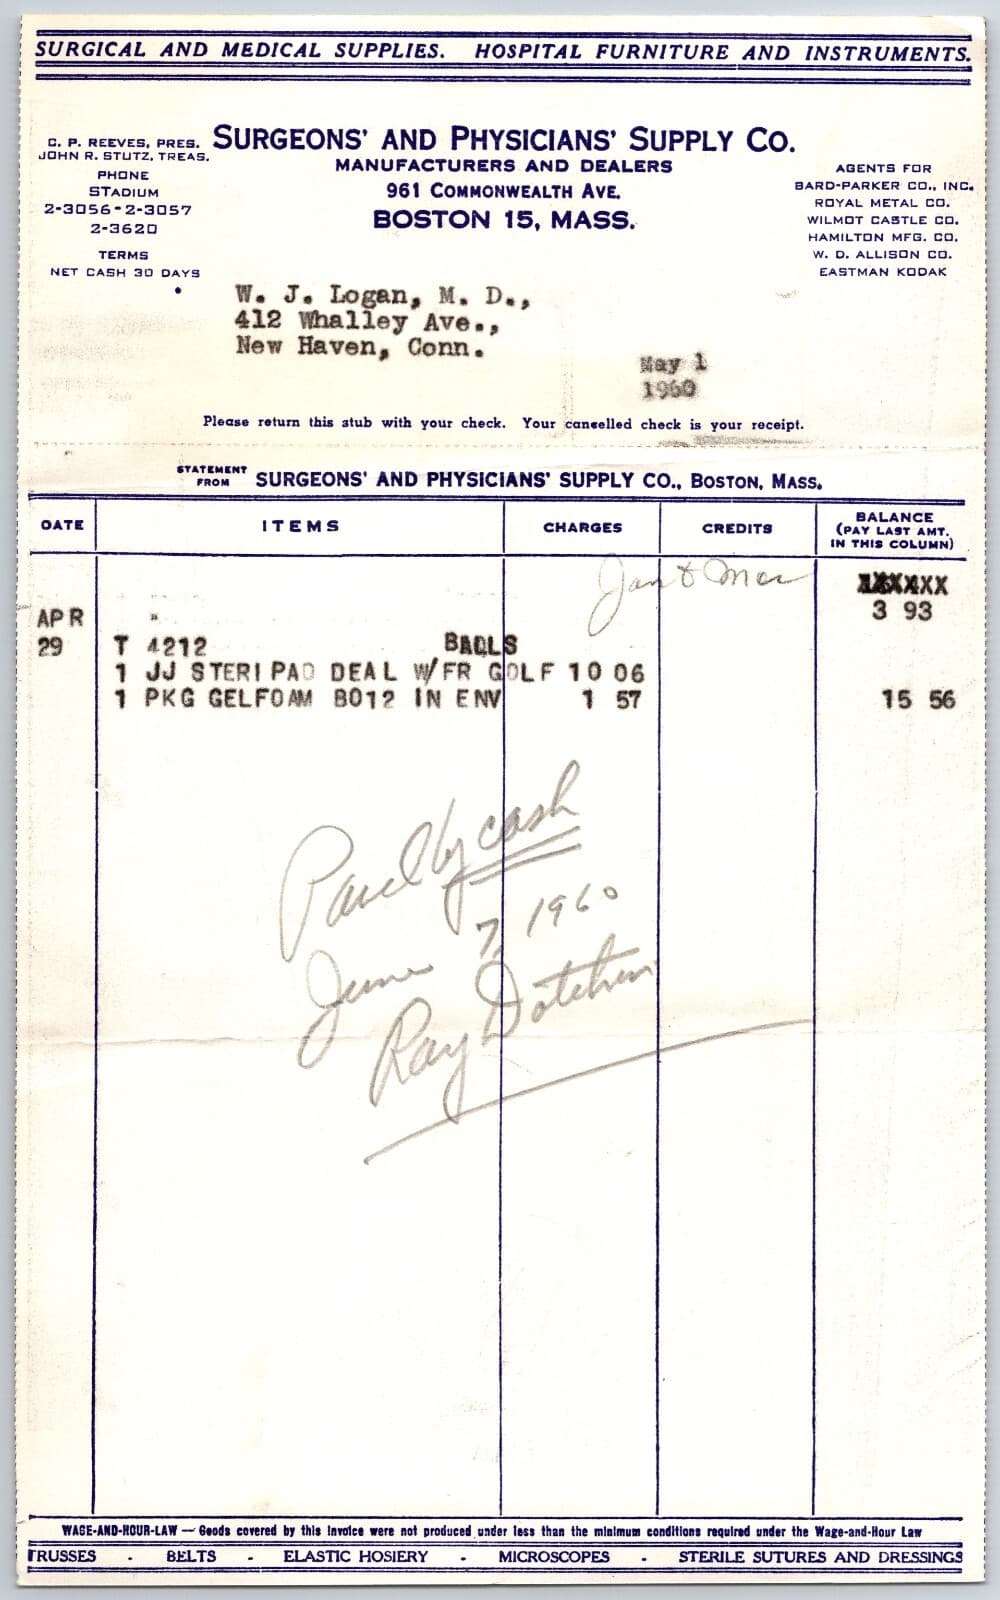 SURGICAL AND MEDICAL SUPPLIES. HOSPITAL FURNITURE AND INSTRUMENTS.
C. P. REEVES, PRES.
JOHN R. STUTZ, TREAS.
PHONE
STADIUM
2-3056-2-3057
2-3620
TERMS
NET CASH 30 DAYS
SURGEONS' AND PHYSICIANS' SUPPLY CO.
MANUFACTURERS AND DEALERS
961 COMMONWEALTH AVE.
BOSTON 15, MASS.
AGENTS FOR
BARD-PARKER CO., INC.
ROYAL METAL CO.
WILMOT CASTLE CO.
HAMILTON MFG. CO.
W. D. ALLISON CO.
EASTMAN KODAK
W. J. Logan, M. D.,
412 Whalley Ave.,
New Haven, Conn.
May 1
1960
Please return this stub with your check. Your cancelled check is your receipt.
STATEMENT FROM SURGEONS' AND PHYSICIANS' SUPPLY CO., BOSTON, MASS.
DATE ITEMS CHARGES CREDITS BALANCE (PAY LAST AMT. IN THIS COLUMN)
Jan & Mar
3 93
APR
29 T 4212 BALLS
1 JJ STERI PAD DEAL W/FR GOLF 10 06
1 PKG GELFOAM BO12 IN ENV 1 57 15 56
Paid by cash
June 7, 1960
Ray
WAGE-AND-HOUR-LAW — Goods covered by this invoice were not produced under less than the minimum conditions required under the Wage-and-Hour Law
TRUSSES - BELTS - ELASTIC HOSIERY - MICROSCOPES - STERILE SUTURES AND DRESSINGS